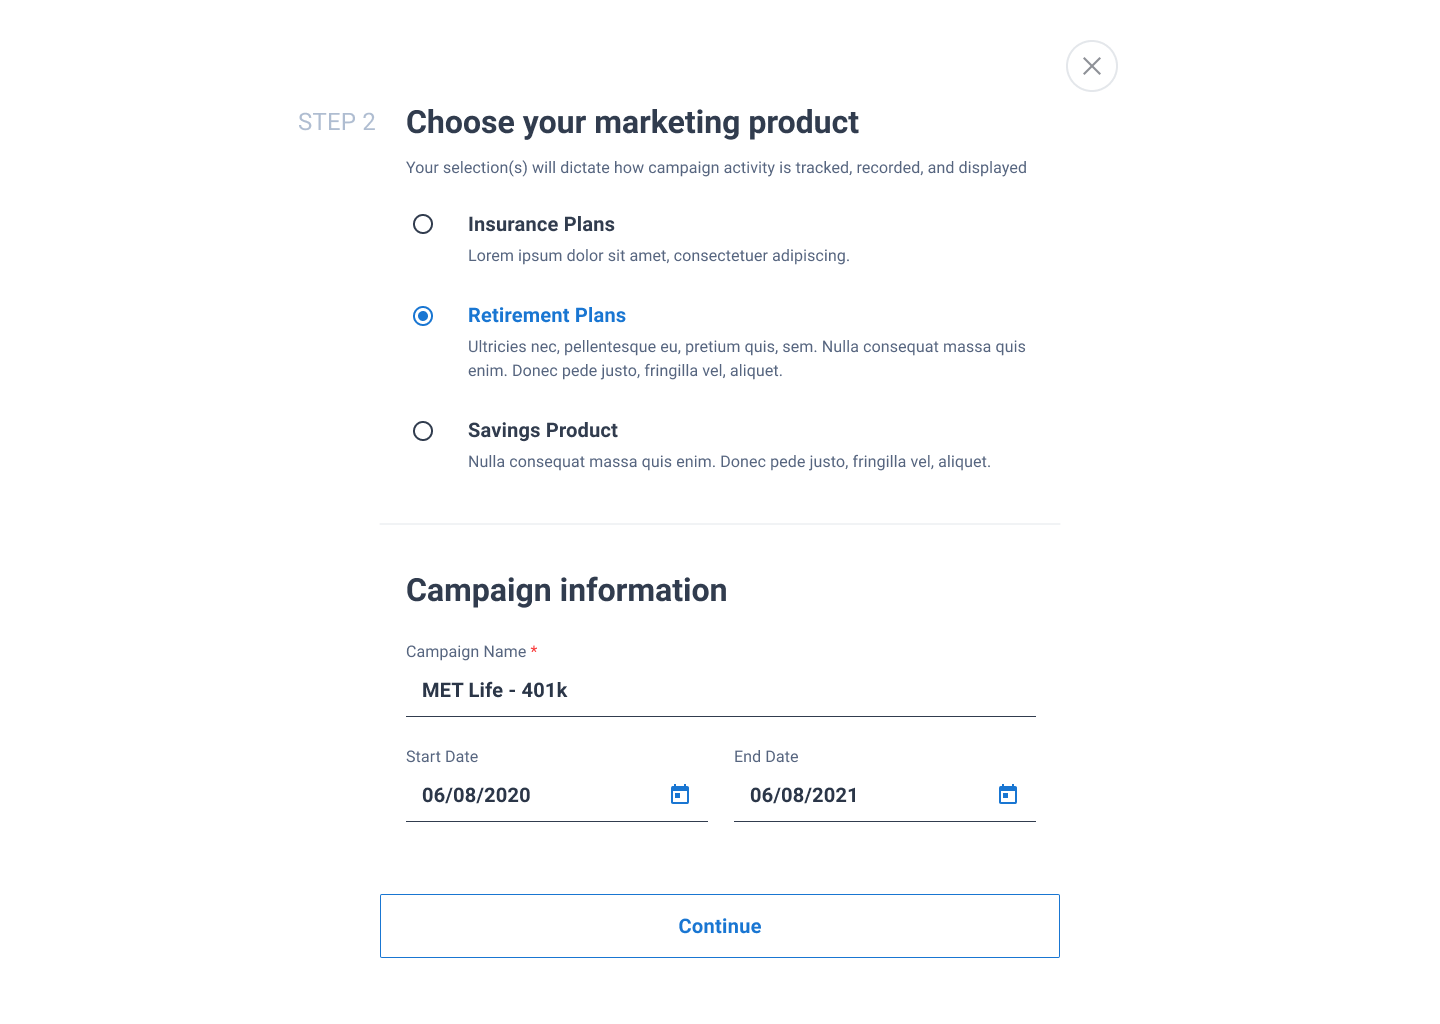 STEP 2
Choose your marketing product
Your selection(s) will dictate how campaign activity is tracked, recorded, and displayed
Insurance Plans
Lorem ipsum dolor sit amet, consectetuer adipiscing.
Retirement Plans
Ultricies nec, pellentesque eu, pretium quis, sem. Nulla consequat massa quis
enim. Donec pede justo, fringilla vel, aliquet.
Savings Product
Nulla consequat massa quis enim. Donec pede justo, fringilla vel, aliquet.
Campaign information
Campaign Name *
MET Life - 401k
Start Date
06/08/2020
End Date
06/08/2021
Continue